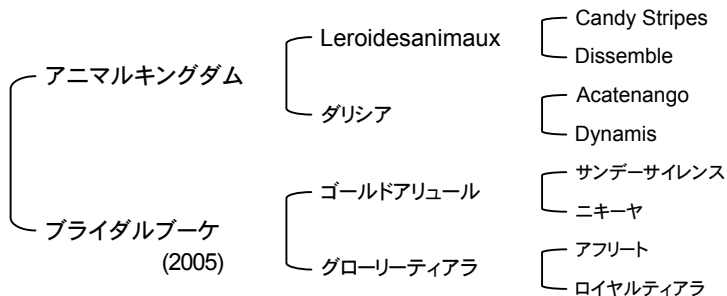 アニマルキングダム
Leroidesanimaux
Candy Stripes
Dissemble
ダリシア
Acatenango
Dynamis
ブライダルブーケ
(2005)
ゴールドアリュール
サンデーサイレンス
ニキーヤ
グローリーティアラ
アフリート
ロイヤルティアラ